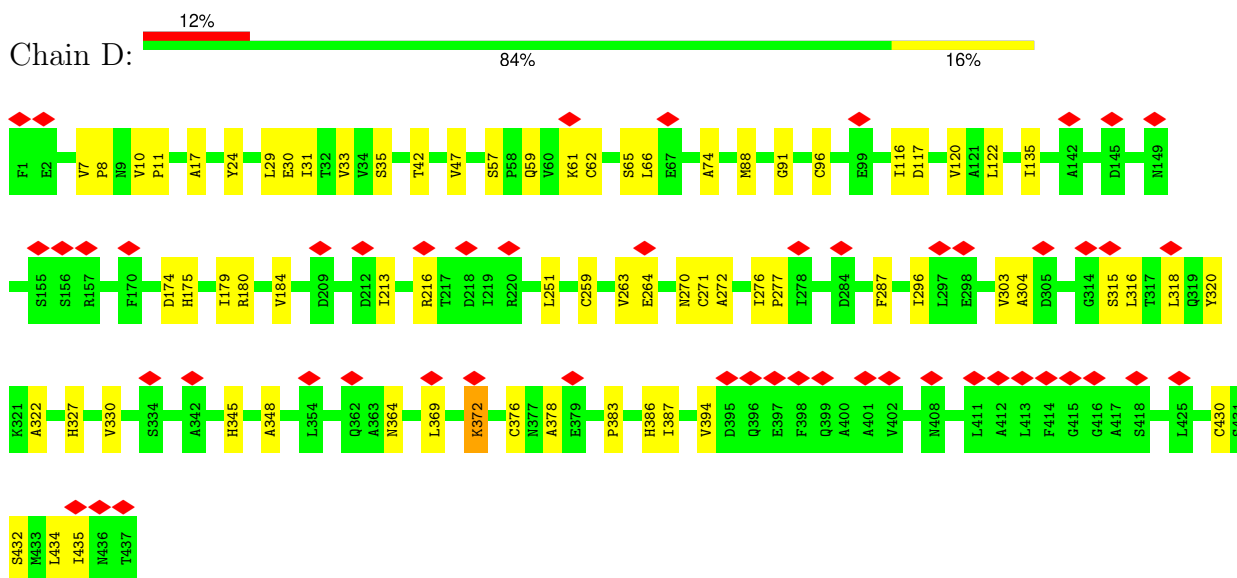 12%
Chain D:
84% 16%
F1 E2 V7 P8 N9 V10 P11 A17 Y24 L29 E30 I31 T32 V33 V34 S35 T42 V47 S57 P58 Q59 V60 K61 C62 S65 L66 E67 A74 M88 G91 C96 E99 I116 D117 V120 A121 L122 I135 A142 D145 N149
S155 S156 R157 F170 D174 H175 I179 R180 V184 D209 D212 I213 R216 T217 D218 I219 R220 L251 C259 V263 E264 N270 C271 A272 I276 P277 I278 D284 F287 I296 L297 E298 V303 A304 D305 G314 S315 L316 T317 L318 Q319 Y320
K321 A322 H327 V330 S334 A342 H345 A348 L354 Q362 A363 N364 L369 K372 C376 N377 A378 E379 P383 H386 I387 V394 D395 Q396 E397 F398 Q399 A400 A401 V402 N408 L411 A412 L413 F414 G415 G416 A417 S418 L425 C430 S431
S432 M433 L434 I435 N436 T437